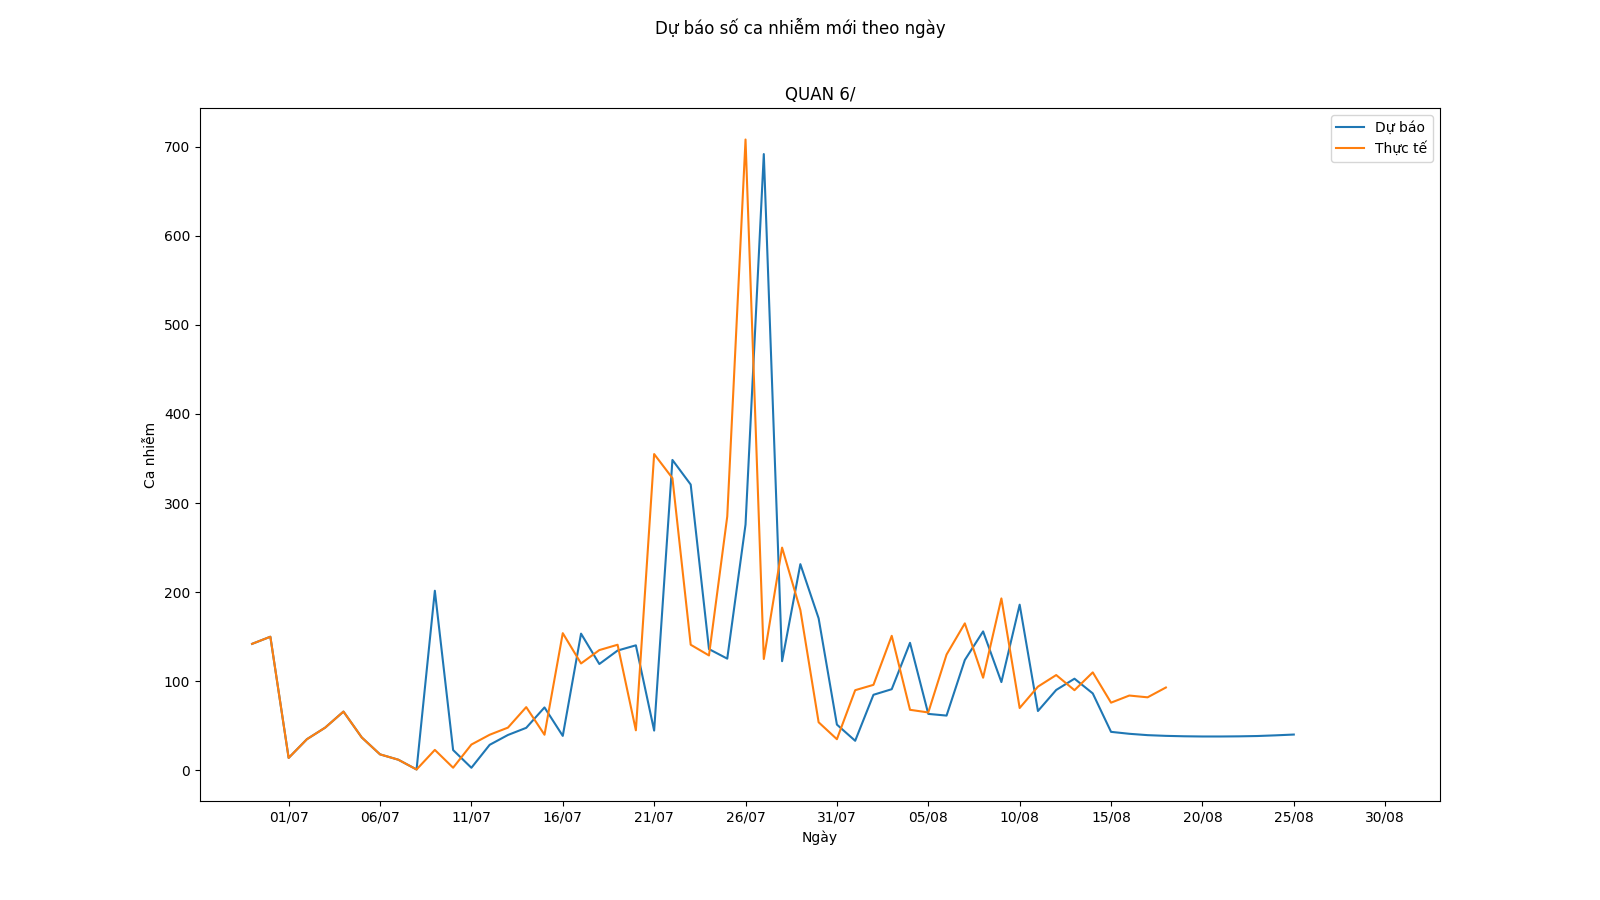 Dự báo số ca nhiễm mới theo ngày
QUAN 6/
Dự báo
Thực tế
700
600
500
400
300
200
100
0
Ca nhiễm
01/07 06/07 11/07 16/07 21/07 26/07 31/07 05/08 10/08 15/08 20/08 25/08 30/08
Ngày